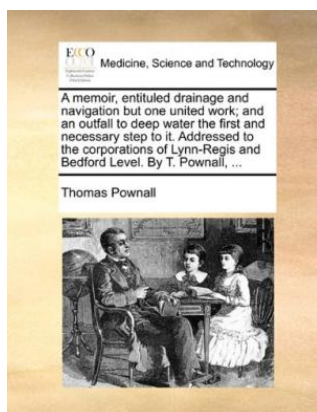 ECCO
Medicine, Science and Technology
A memoir, entituled drainage and
navigation but one united work; and
an outfall to deep water the first and
necessary step to it. Addressed to
the corporations of Lynn-Regis and
Bedford Level. By T. Pownall, ...
Thomas Pownall